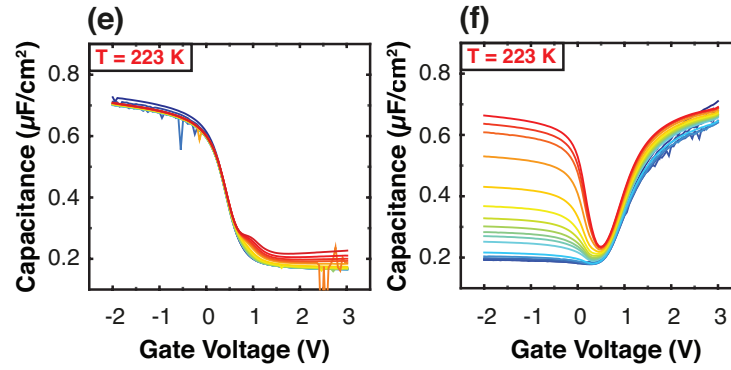 (e)
T = 223 K
Capacitance (µF/cm²)
0.8
0.6
0.4
0.2
-2 -1 0 1 2 3
Gate Voltage (V)
(f)
T = 223 K
Capacitance (µF/cm²)
0.8
0.6
0.4
0.2
-2 -1 0 1 2 3
Gate Voltage (V)